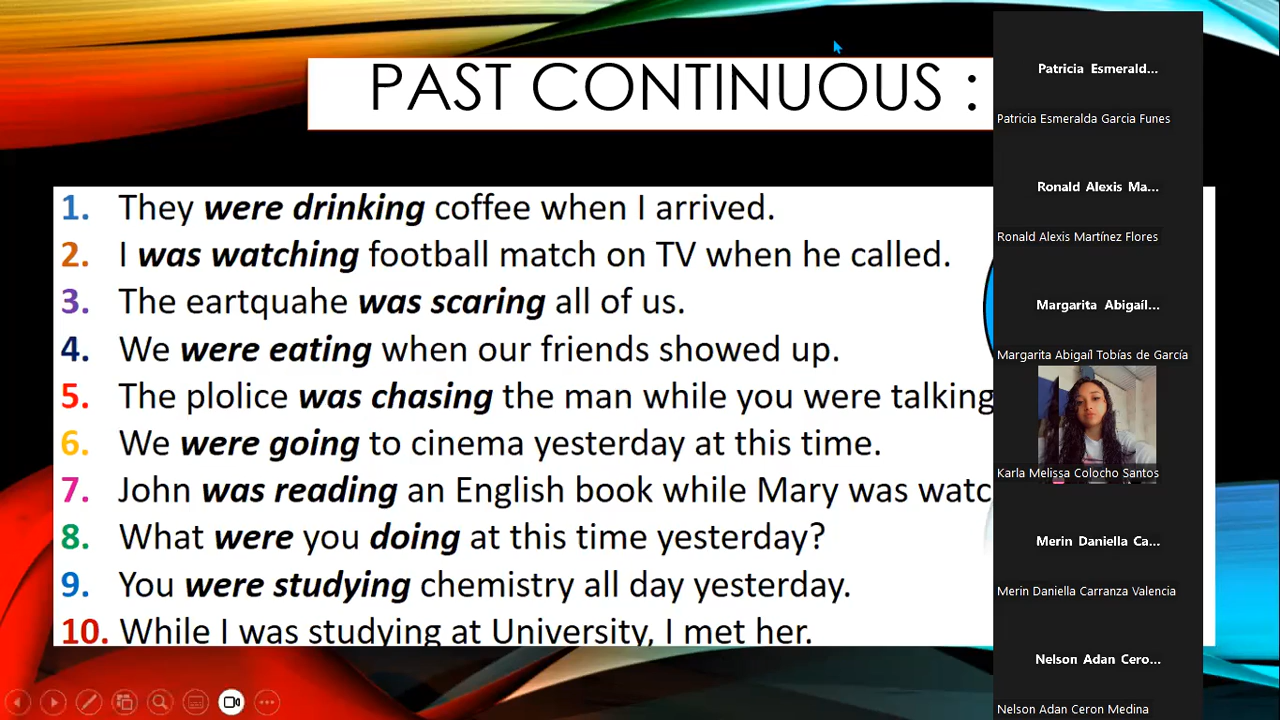 PAST CONTINUOUS :
1. They were drinking coffee when I arrived.
2. I was watching football match on TV when he called.
3. The eartquahe was scaring all of us.
4. We were eating when our friends showed up.
5. The plolice was chasing the man while you were talking
6. We were going to cinema yesterday at this time.
7. John was reading an English book while Mary was watc
8. What were you doing at this time yesterday?
9. You were studying chemistry all day yesterday.
10. While I was studying at University, I met her.
Patricia Esmerald...
Patricia Esmeralda Garcia Funes
Ronald Alexis Ma...
Ronald Alexis Martínez Flores
Margarita Abigaíl...
Margarita Abigaíl Tobías de García
Karla Melissa Colocho Santos
Merin Daniella Ca...
Merin Daniella Carranza Valencia
Nelson Adan Cero...
Nelson Adan Ceron Medina